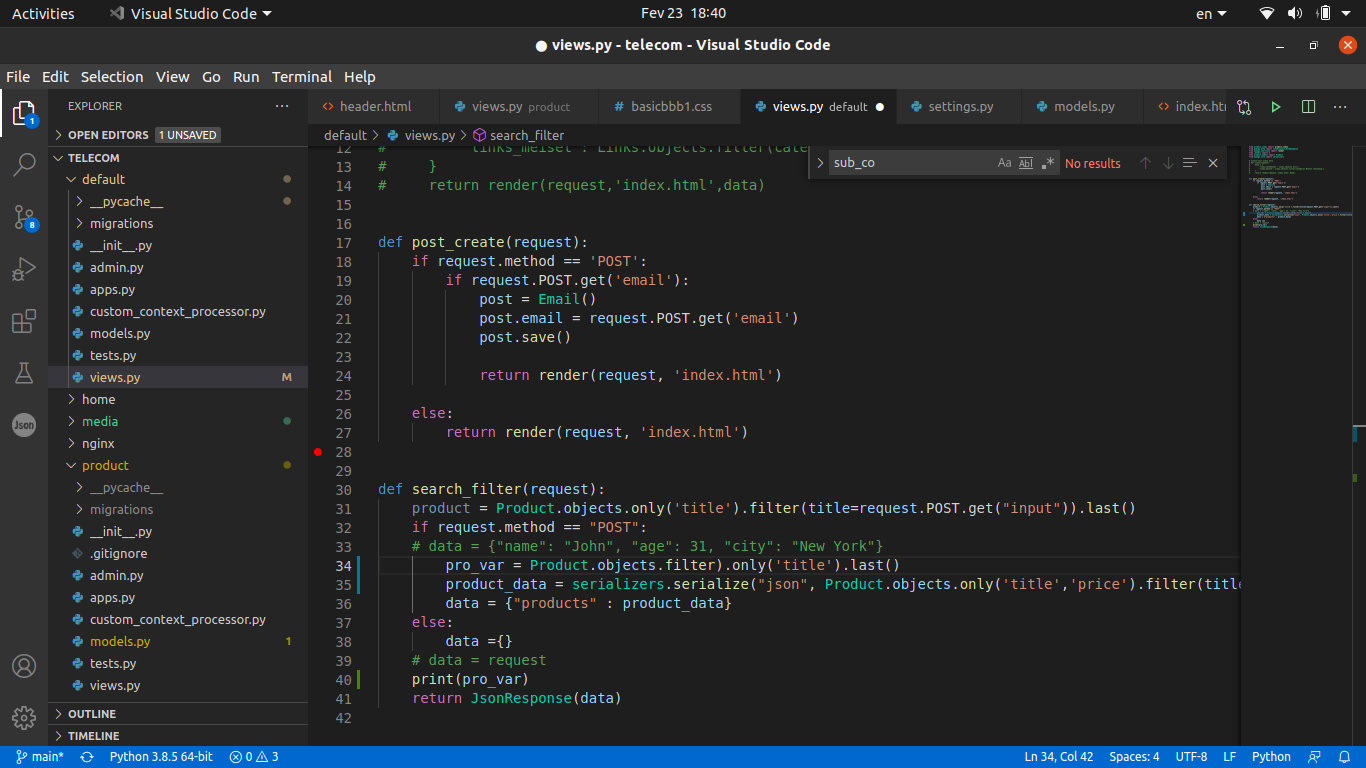 Activities
Visual Studio Code
Fev 23 18:40
en
● views.py - telecom - Visual Studio Code
File Edit Selection View Go Run Terminal Help
EXPLORER
header.html
views.py product
basicbbb1.css
views.py default
settings.py
models.py
index.ht
1
OPEN EDITORS 1 UNSAVED
default > views.py > search_filter
sub_co
Aa Abl .*
No results
TELECOM
default
__pycache__
migrations
__init__.py
admin.py
apps.py
custom_context_processor.py
models.py
tests.py
views.py M
home
media
nginx
product
__pycache__
migrations
__init__.py
.gitignore
admin.py
apps.py
custom_context_processor.py
models.py 1
tests.py
views.py
OUTLINE
TIMELINE
8
Json
12 # 'links_meiset': Links.objects.filter(cate
13 # }
14 # return render(request,'index.html',data)
15
16
17 def post_create(request):
18 if request.method == 'POST':
19 if request.POST.get('email'):
20 post = Email()
21 post.email = request.POST.get('email')
22 post.save()
23
24 return render(request, 'index.html')
25
26 else:
27 return render(request, 'index.html')
28
29
30 def search_filter(request):
31 product = Product.objects.only('title').filter(title=request.POST.get("input")).last()
32 if request.method == "POST":
33 # data = {"name": "John", "age": 31, "city": "New York"}
34 pro_var = Product.objects.filter).only('title').last()
35 product_data = serializers.serialize("json", Product.objects.only('title','price').filter(title
36 data = {"products" : product_data}
37 else:
38 data ={}
39 # data = request
40 print(pro_var)
41 return JsonResponse(data)
42
main*
Python 3.8.5 64-bit
0 3
Ln 34, Col 42
Spaces: 4
UTF-8
LF
Python